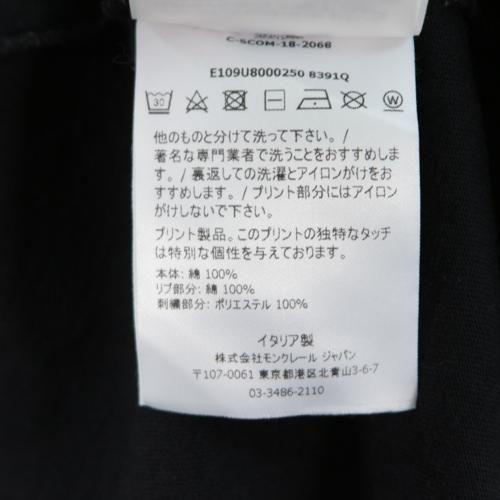 C-SCOM-18-2068
E109U8000250 8391Q
30
W
他のものと分けて洗って下さい。/
著名な専門業者で洗うことをおすすめしま
す。/ 裏返しての洗濯とアイロンがけをお
すすめします。/ プリント部分にはアイロン
がけしないで下さい。
プリント製品。このプリントの独特なタッチ
は特別な個性を与えております。
本体: 綿 100%
リブ部分: 綿 100%
刺繍部分: ポリエステル 100%
イタリア製
株式会社モンクレール ジャパン
〒107-0061 東京都港区北青山3-6-7
03-3486-2110